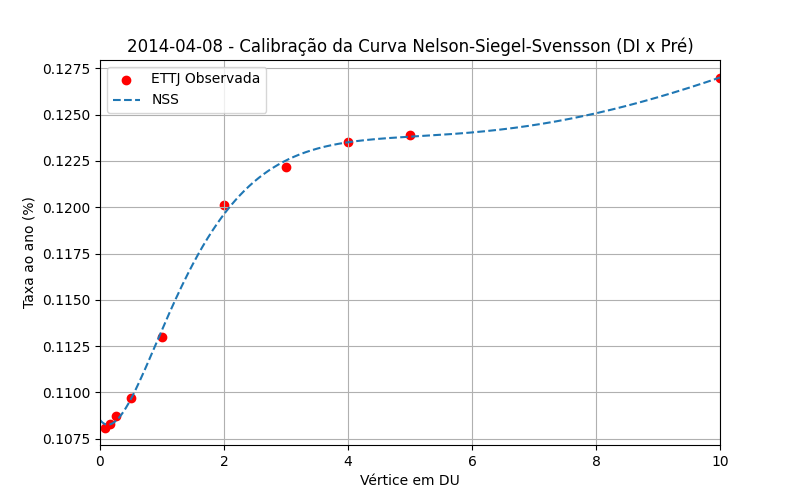 2014-04-08 - Calibração da Curva Nelson-Siegel-Svensson (DI x Pré)
ETTJ Observada
NSS
Taxa ao ano (%)
0.1275
0.1250
0.1225
0.1200
0.1175
0.1150
0.1125
0.1100
0.1075
0 2 4 6 8 10
Vértice em DU